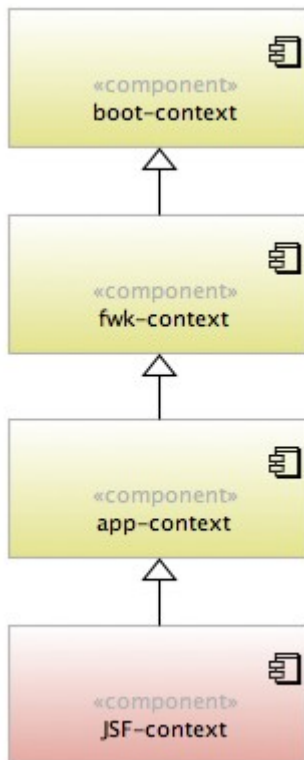 «component»
boot-context
«component»
fwk-context
«component»
app-context
«component»
JSF-context